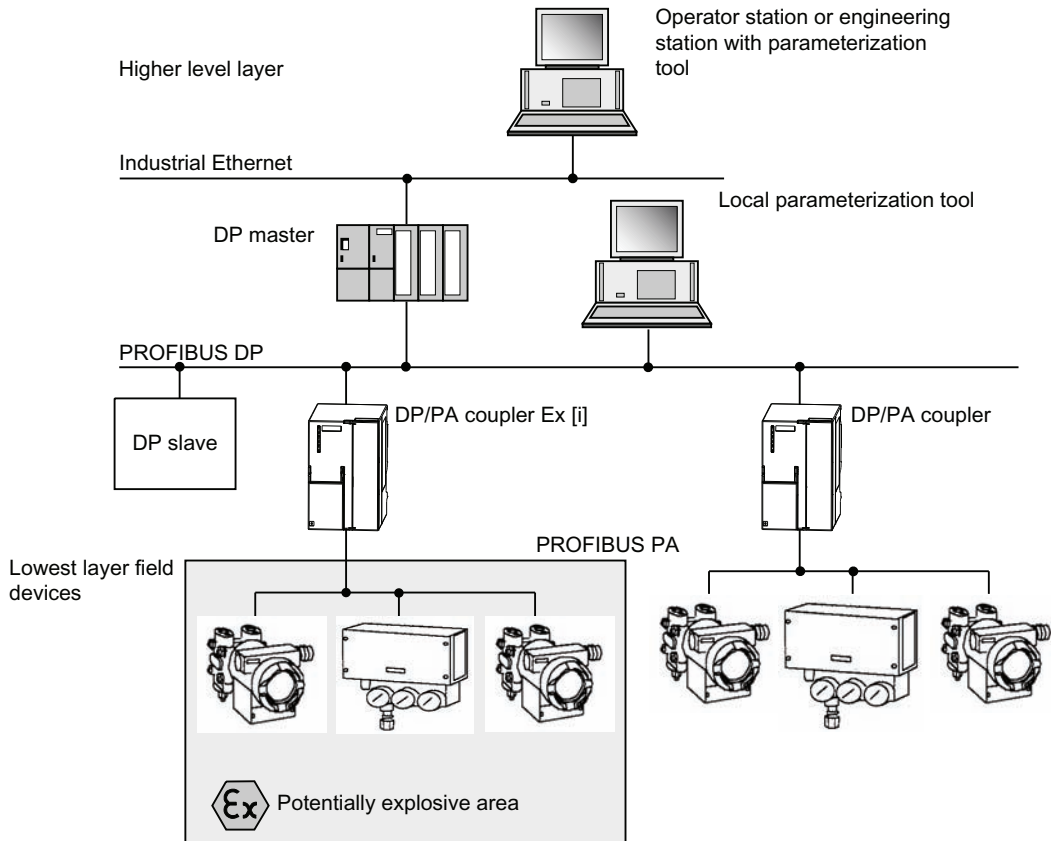 Operator station or engineering
station with parameterization
tool
Higher level layer
Industrial Ethernet
Local parameterization tool
DP master
PROFIBUS DP
DP/PA coupler Ex [i]
DP/PA coupler
DP slave
PROFIBUS PA
Lowest layer field
devices
Ex Potentially explosive area